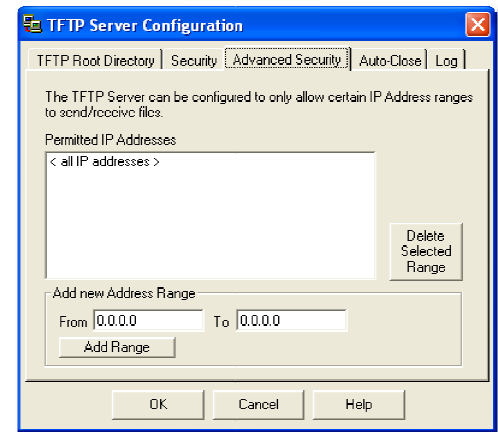 TFTP Server Configuration
TFTP Root Directory Security Advanced Security Auto-Close Log
The TFTP Server can be configured to only allow certain IP Address ranges
to send/receive files.
Permitted IP Addresses
< all IP addresses >
Delete
Selected
Range
Add new Address Range
From 0.0.0.0 To 0.0.0.0
Add Range
OK Cancel Help